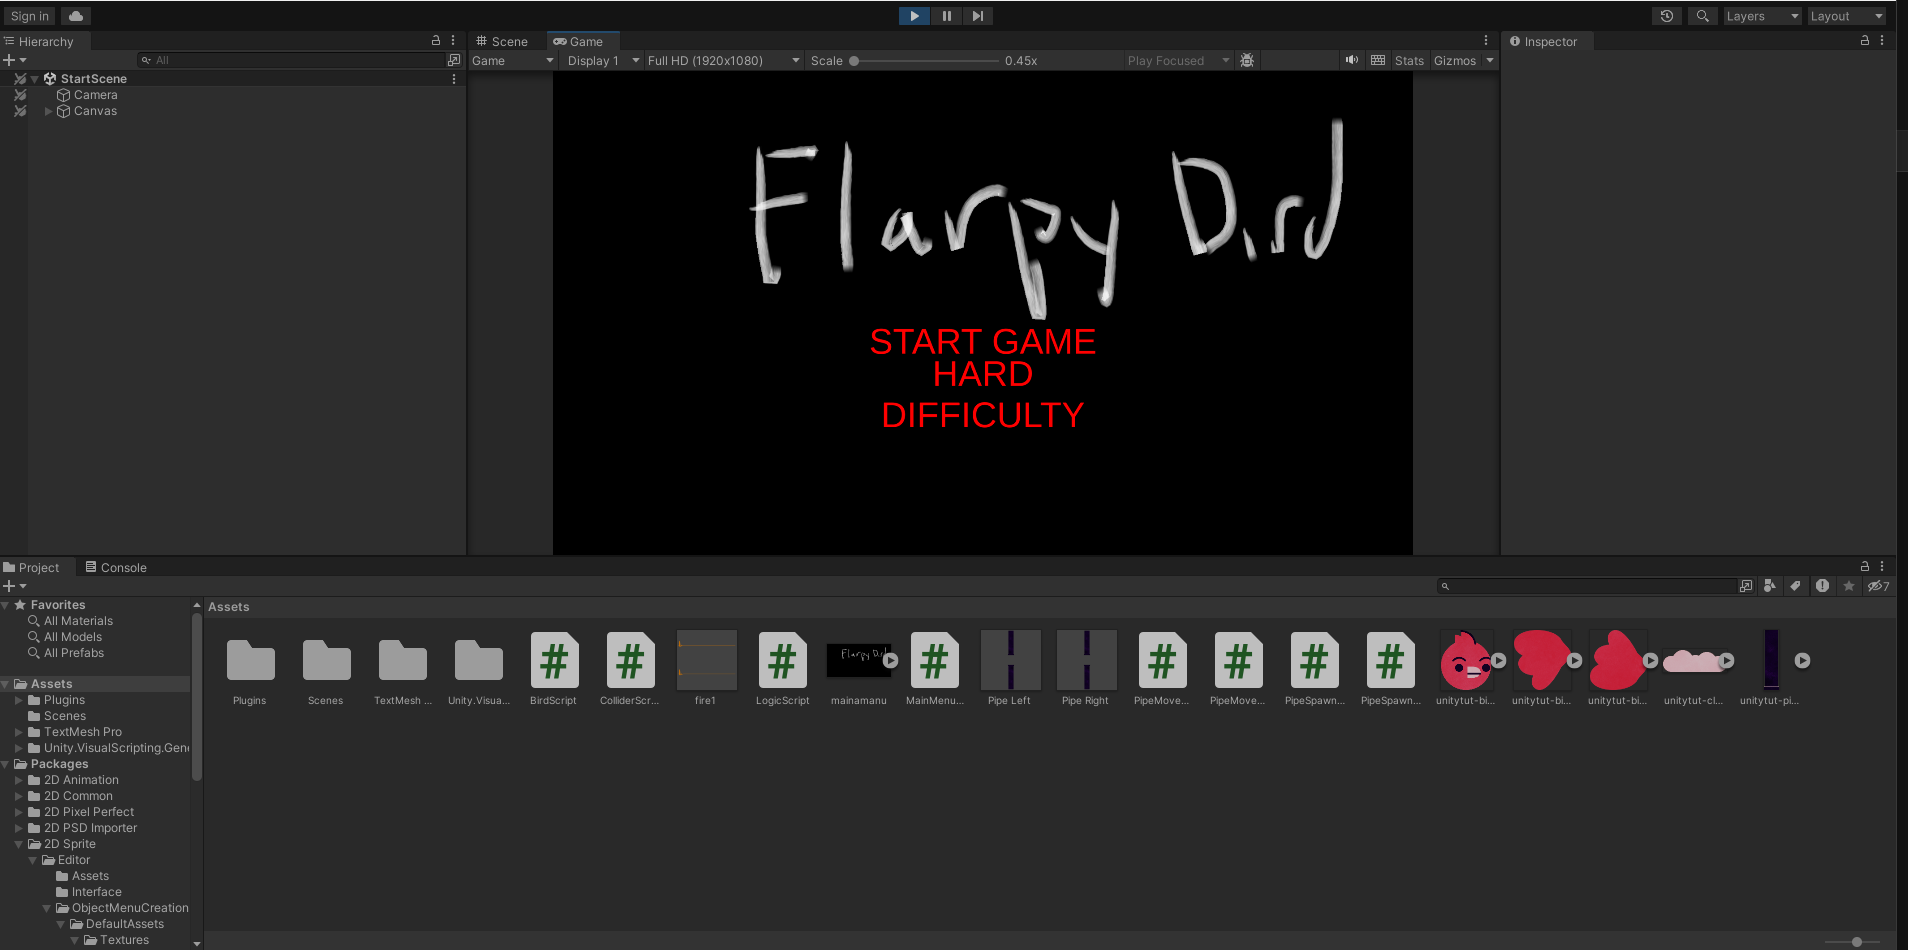 Sign in
Layers
Layout
Hierarchy
All
StartScene
Camera
Canvas
Scene
Game
Game
Display 1
Full HD (1920x1080)
Scale
0.45x
Play Focused
Stats
Gizmos
Flarpy Dird
START GAME
HARD
DIFFICULTY
Inspector
Project
Console
7
Favorites
All Materials
All Models
All Prefabs
Assets
Plugins
Scenes
TextMesh Pro
Unity.VisualScripting.Gene
Packages
2D Animation
2D Common
2D Pixel Perfect
2D PSD Importer
2D Sprite
Editor
Assets
Interface
ObjectMenuCreation
DefaultAssets
Textures
Assets
Flarpy Dird
Plugins
Scenes
TextMesh ...
Unity.Visua...
BirdScript
ColliderScr...
fire1
LogicScript
mainamanu
MainMenu...
Pipe Left
Pipe Right
PipeMove...
PipeMove...
PipeSpawn...
PipeSpawn...
unitytut-bi...
unitytut-bi...
unitytut-bi...
unitytut-cl...
unitytut-pi...